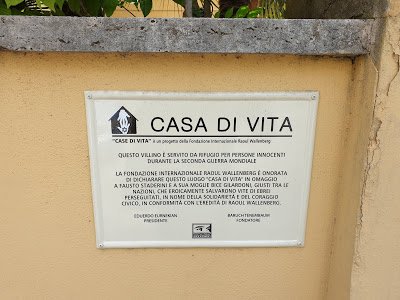 CASA DI VITA
"CASE DI VITA" è un progetto della Fondazione Internazionale Raoul Wallenberg
QUESTO VILLINO È SERVITO DA RIFUGIO PER PERSONE INNOCENTI
DURANTE LA SECONDA GUERRA MONDIALE
LA FONDAZIONE INTERNAZIONALE RAOUL WALLENBERG È ONORATA
DI DICHIARARE QUESTO LUOGO "CASA DI VITA" IN OMAGGIO
A FAUSTO STADERINI E A SUA MOGLIE BICE GILARDONI, GIUSTI TRA LE
NAZIONI, CHE EROICAMENTE SALVARONO VITE DI EBREI
PERSEGUITATI, IN NOME DELLA SOLIDARIETÀ E DEL CORAGGIO
CIVICO, IN CONFORMITÀ CON L'EREDITÀ DI RAOUL WALLENBERG.
EDUARDO EURNEKIAN BARUCH TENEMBAUM
PRESIDENTE FONDATORE